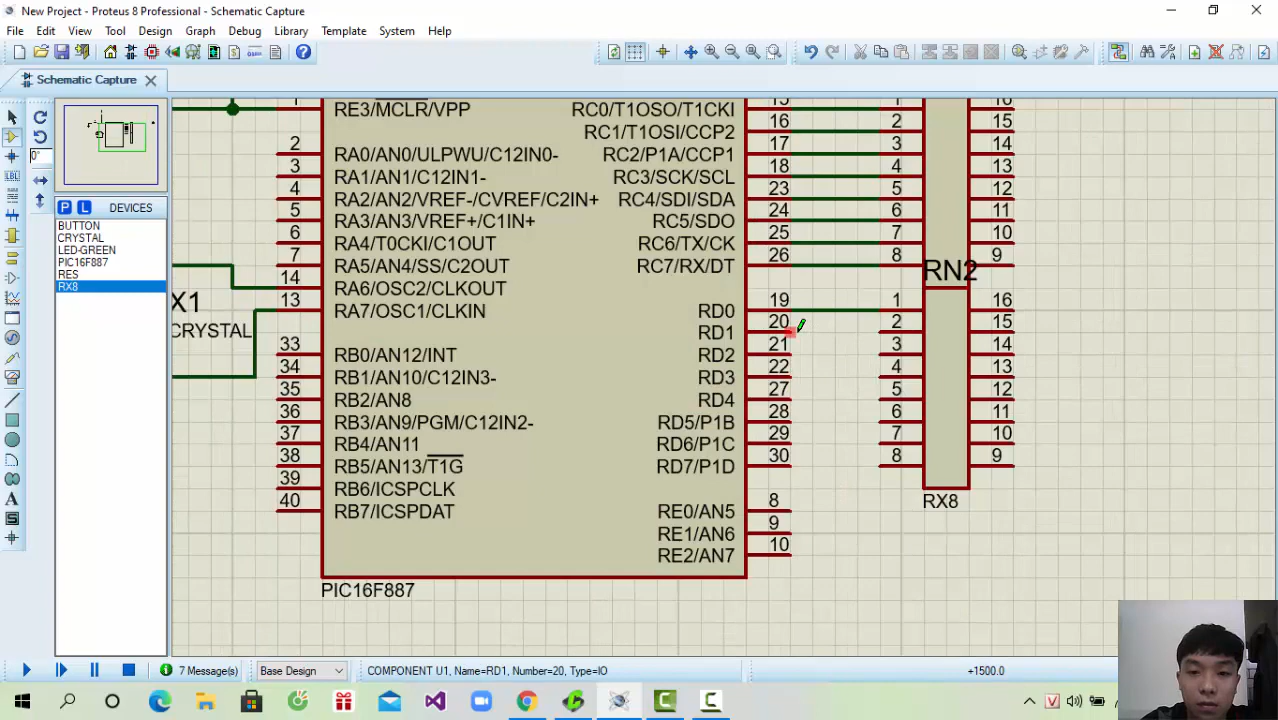 New Project - Proteus 8 Professional - Schematic Capture
File Edit View Tool Design Graph Debug Library Template System Help
Schematic Capture
0°
P L DEVICES
BUTTON
CRYSTAL
LED-GREEN
PIC16F887
RES
RX8
1 RE3/MCLR/VPP RC0/T1OSO/T1CKI 15 1 16
RC1/T1OSI/CCP2 16 2 15
2 RA0/AN0/ULPWU/C12IN0- RC2/P1A/CCP1 17 3 14
3 RA1/AN1/C12IN1- RC3/SCK/SCL 18 4 13
4 RA2/AN2/VREF-/CVREF/C2IN+ RC4/SDI/SDA 23 5 12
5 RA3/AN3/VREF+/C1IN+ RC5/SDO 24 6 11
6 RA4/T0CKI/C1OUT RC6/TX/CK 25 7 10
7 RA5/AN4/SS/C2OUT RC7/RX/DT 26 8 9
RN2
14 RA6/OSC2/CLKOUT
X1
13 RA7/OSC1/CLKIN RD0 19 1 16
CRYSTAL
RD1 20 2 15
33 RB0/AN12/INT RD2 21 3 14
34 RB1/AN10/C12IN3- RD3 22 4 13
35 RB2/AN8 RD4 27 5 12
36 RB3/AN9/PGM/C12IN2- RD5/P1B 28 6 11
37 RB4/AN11 RD6/P1C 29 7 10
38 RB5/AN13/T1G RD7/P1D 30 8 9
39 RB6/ICSPCLK
40 RB7/ICSPDAT RE0/AN5 8
RX8
RE1/AN6 9
RE2/AN7 10
PIC16F887
7 Message(s) Base Design COMPONENT U1, Name=RD1, Number=20, Type=IO +1500.0